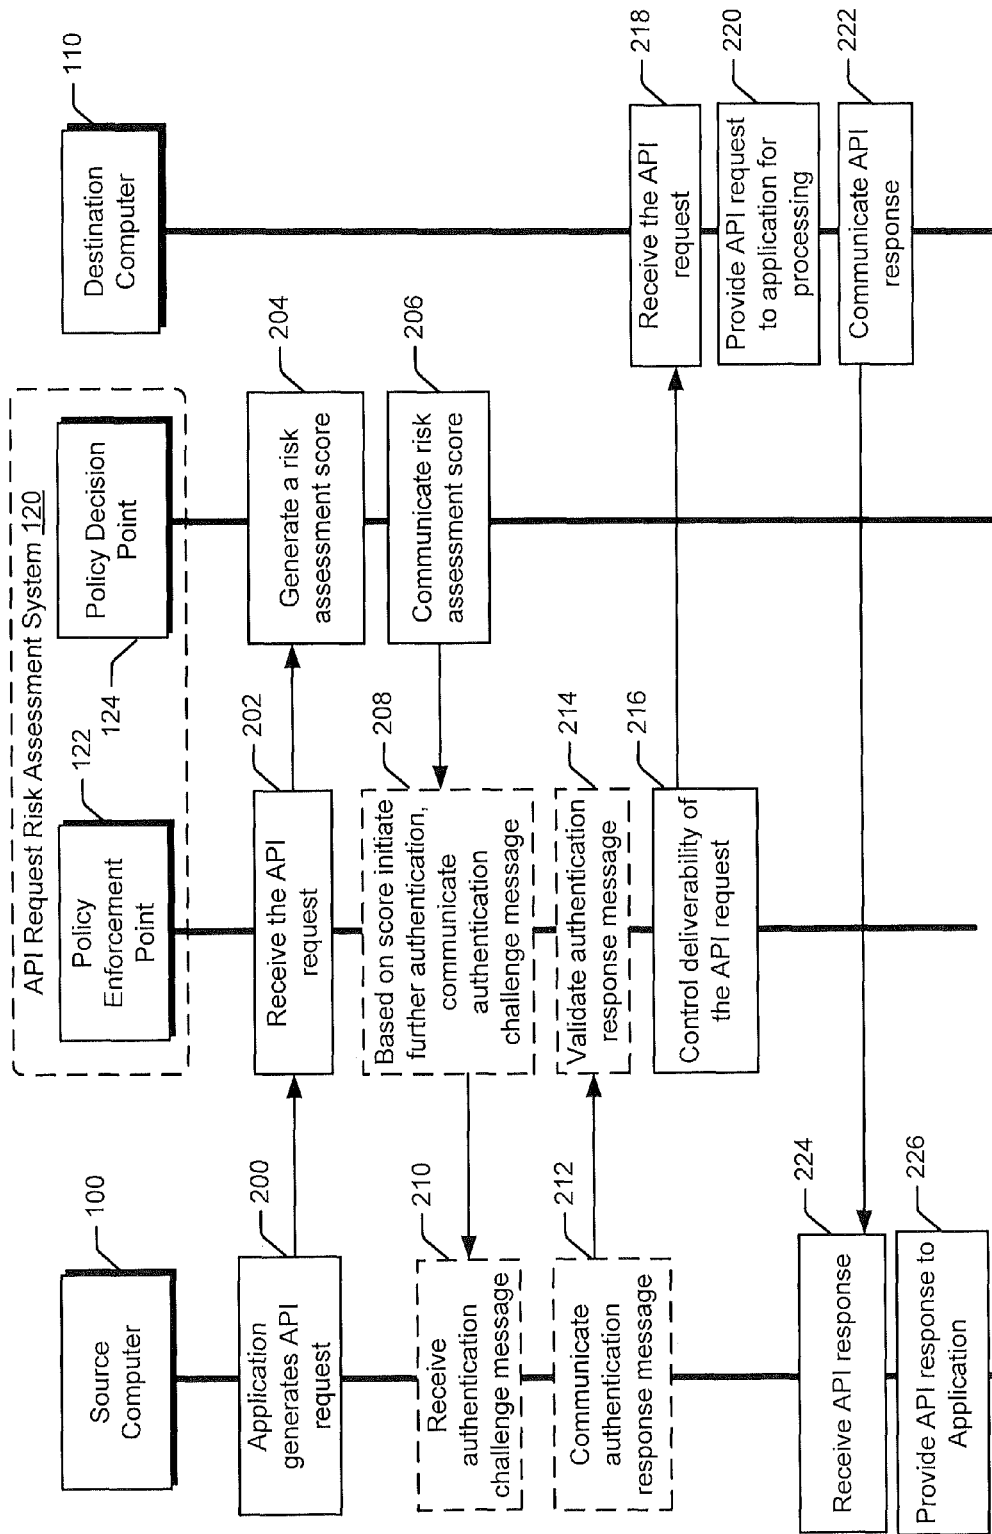 API Request Risk Assessment System 120
Source
Computer
100
Policy
Enforcement
Point
122
Policy Decision
Point
124
Destination
Computer
110
Application
generates API
request
200
Receive the API
request
202
Generate a risk
assessment score
204
Communicate risk
assessment score
206
Based on score initiate
further authentication,
communicate
authentication
challenge message
208
Receive
authentication
challenge message
210
Communicate
authentication
response message
212
Validate authentication
response message
214
Control deliverability of
the API request
216
Receive the API
request
218
Provide API request
to application for
processing
220
Communicate API
response
222
Receive API response
224
Provide API response to
Application
226